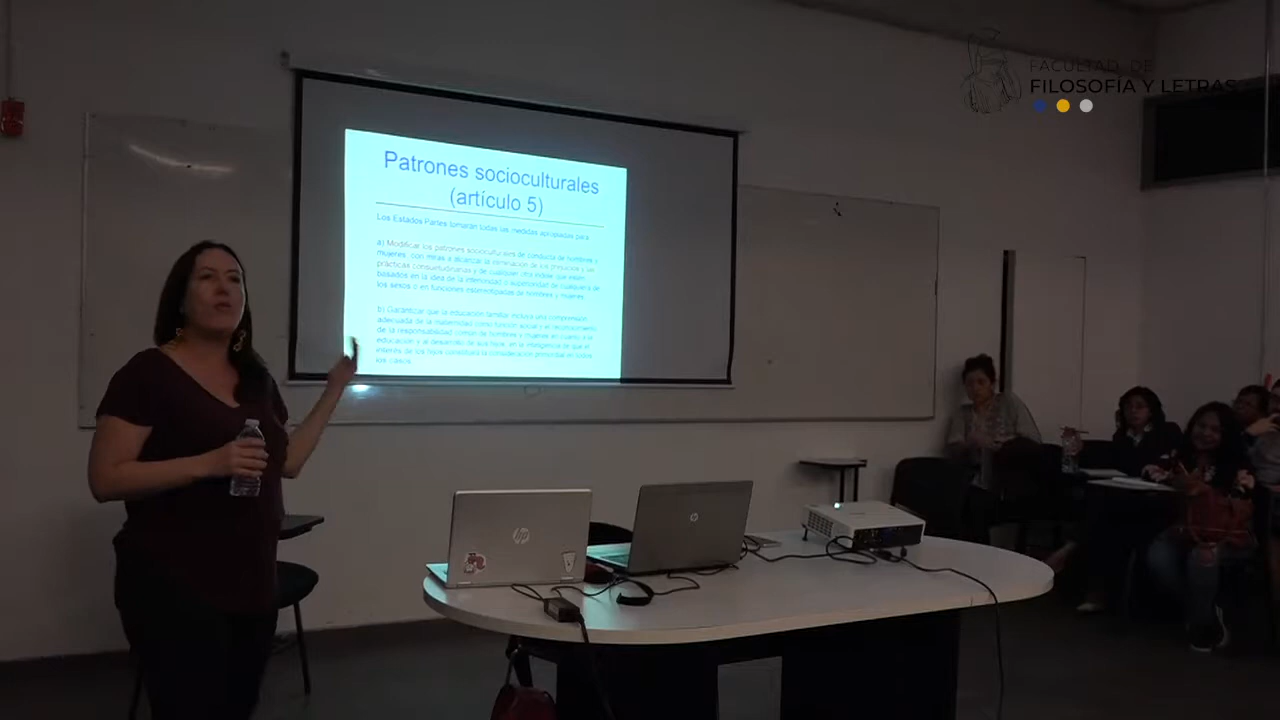 FACULTAD DE
FILOSOFÍA Y LETRAS
Patrones socioculturales
(artículo 5)
Los Estados Partes tomarán todas las medidas apropiadas para:
a) Modificar los patrones socioculturales de conducta de hombres y
mujeres, con miras a alcanzar la eliminación de los prejuicios y las
prácticas consuetudinarias y de cualquier otra índole que estén
basados en la idea de la inferioridad o superioridad de cualquiera de
los sexos o en funciones estereotipadas de hombres y mujeres;
b) Garantizar que la educación familiar incluya una comprensión
adecuada de la maternidad como función social y el reconocimiento
de la responsabilidad común de hombres y mujeres en cuanto a la
educación y al desarrollo de sus hijos, en la inteligencia de que el
interés de los hijos constituirá la consideración primordial en todos
los casos.
hp
hp